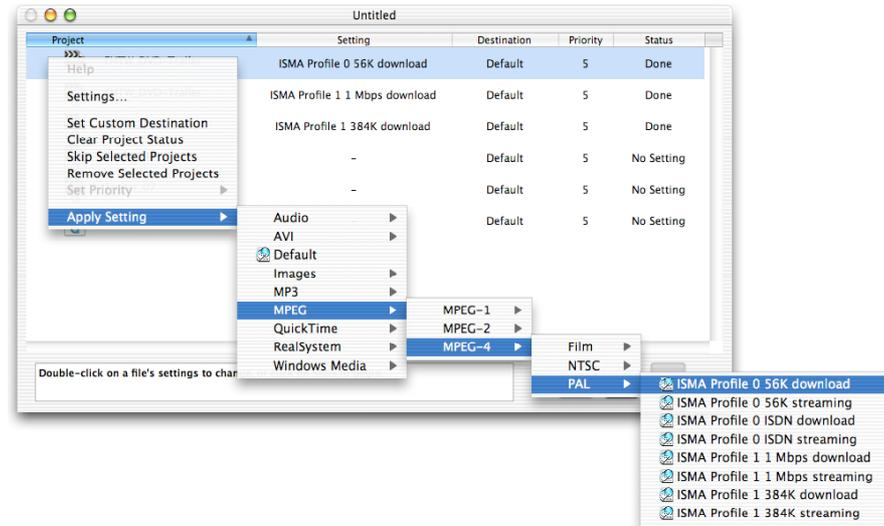 Untitled
Project Setting Destination Priority Status
ISMA Profile 0 56K download Default 5 Done
ISMA Profile 1 1 Mbps download Default 5 Done
ISMA Profile 1 384K download Default 5 Done
– Default 5 No Setting
– Default 5 No Setting
Default 5 No Setting
Help
Settings...
Set Custom Destination
Clear Project Status
Skip Selected Projects
Remove Selected Projects
Set Priority
Apply Setting
Audio
AVI
Default
Images
MP3
MPEG
QuickTime
RealSystem
Windows Media
MPEG-1
MPEG-2
MPEG-4
Film
NTSC
PAL
ISMA Profile 0 56K download
ISMA Profile 0 56K streaming
ISMA Profile 0 ISDN download
ISMA Profile 0 ISDN streaming
ISMA Profile 1 1 Mbps download
ISMA Profile 1 1 Mbps streaming
ISMA Profile 1 384K download
ISMA Profile 1 384K streaming
Double-click on a file's settings to